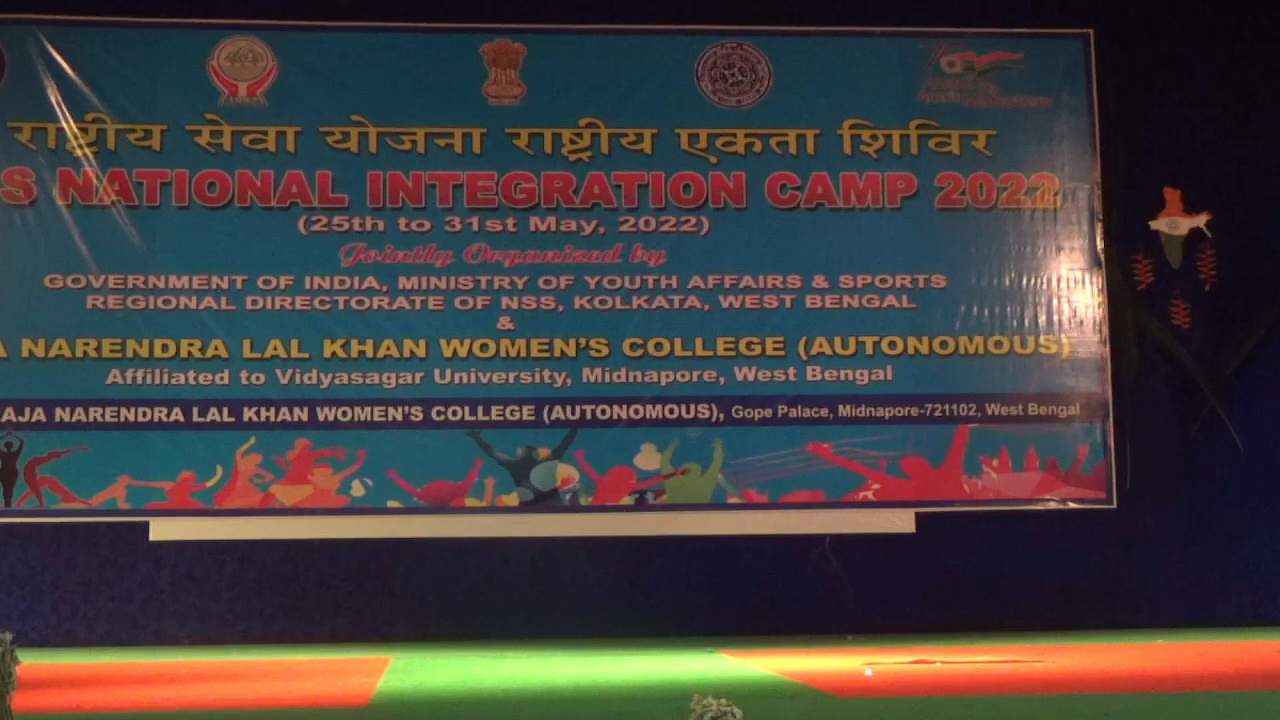 राष्ट्रीय सेवा योजना राष्ट्रीय एकता शिविर
S NATIONAL INTEGRATION CAMP 2022
(25th to 31st May, 2022)
Jointly Organized by
GOVERNMENT OF INDIA, MINISTRY OF YOUTH AFFAIRS & SPORTS
REGIONAL DIRECTORATE OF NSS, KOLKATA, WEST BENGAL
&
A NARENDRA LAL KHAN WOMEN'S COLLEGE (AUTONOMOUS)
Affiliated to Vidyasagar University, Midnapore, West Bengal
AJA NARENDRA LAL KHAN WOMEN'S COLLEGE (AUTONOMOUS), Gope Palace, Midnapore-721102, West Bengal